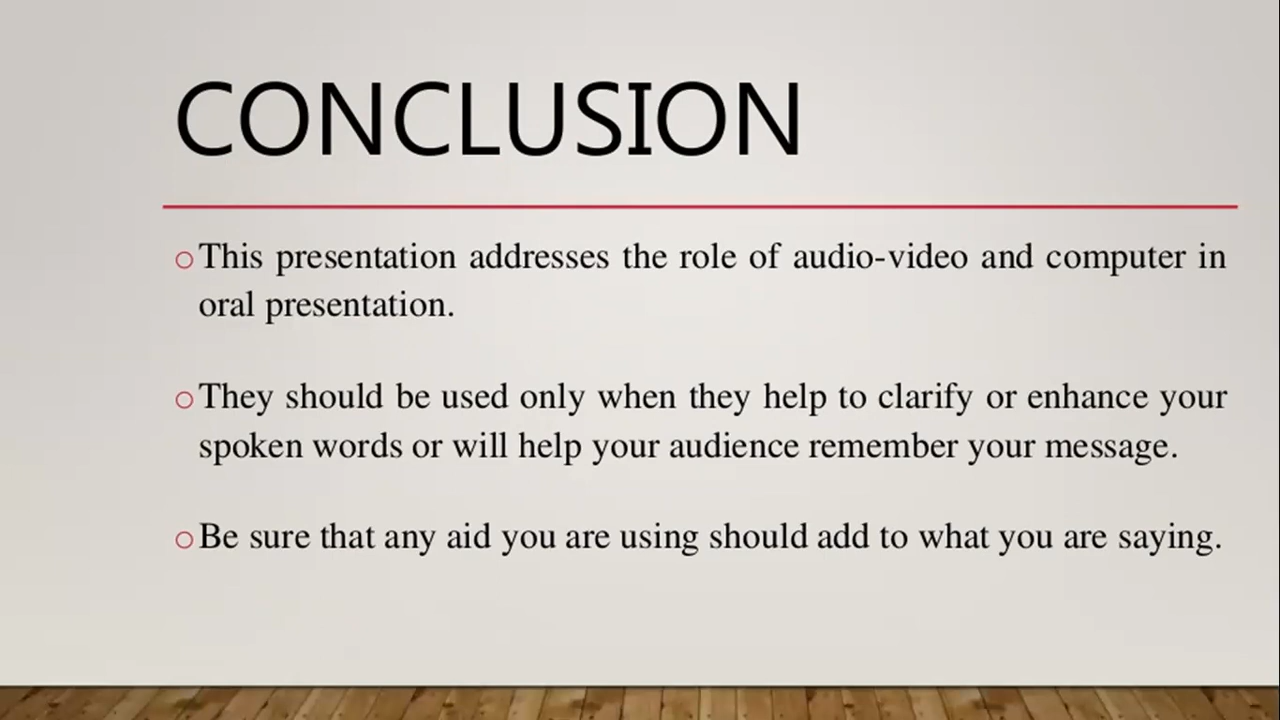 CONCLUSION
This presentation addresses the role of audio-video and computer in
oral presentation.
They should be used only when they help to clarify or enhance your
spoken words or will help your audience remember your message.
Be sure that any aid you are using should add to what you are saying.